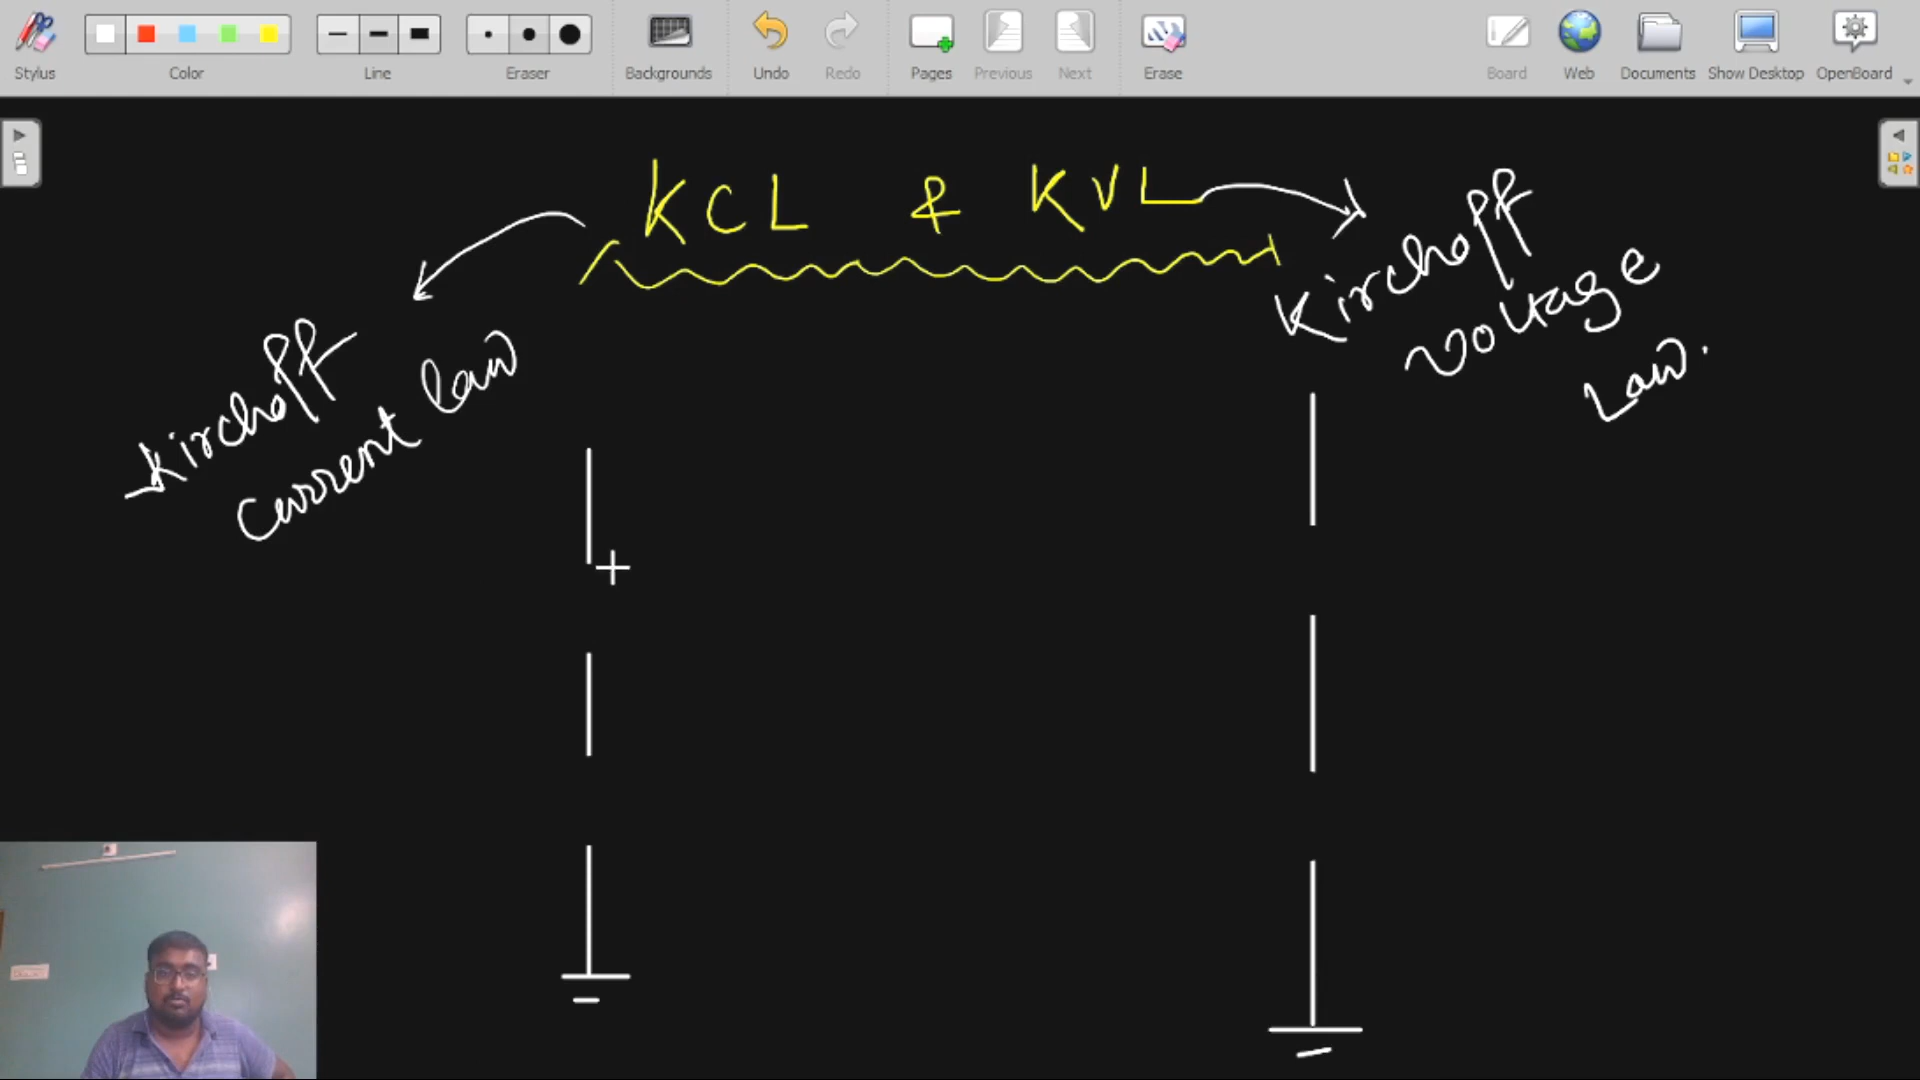 Stylus
Color
Line
Eraser
Backgrounds
Undo
Redo
Pages
Previous
Next
Erase
Board
Web
Documents
Show Desktop
OpenBoard
KCL & KVL
Kirchoff
Current law
Kirchoff
Voltage
Law.